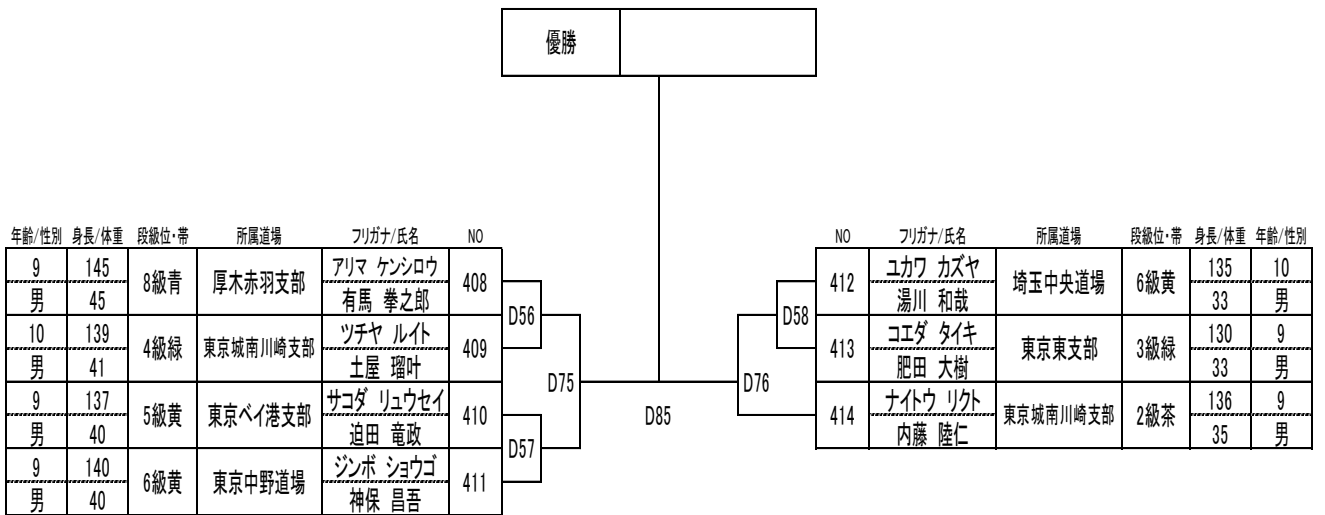 優勝
年齢/性別 身長/体重 段級位・帯 所属道場 フリガナ/氏名 NO
9 145 8級青 厚木赤羽支部 アリマ ケンシロウ 408
男 45 有馬 拳之郎
10 139 4級緑 東京城南川崎支部 ツチヤ ルイト 409
男 41 土屋 瑠叶
9 137 5級黄 東京ベイ港支部 サコダ リュウセイ 410
男 40 迫田 竜政
9 140 6級黄 東京中野道場 ジンボ ショウゴ 411
男 40 神保 昌吾
D56
D57
D75
D85
D76
D58
NO フリガナ/氏名 所属道場 段級位・帯 身長/体重 年齢/性別
412 ユカワ カズヤ 埼玉中央道場 6級黄 135 10
湯川 和哉 33 男
413 コエダ タイキ 東京東支部 3級緑 130 9
肥田 大樹 33 男
414 ナイトウ リクト 東京城南川崎支部 2級茶 136 9
内藤 陸仁 35 男